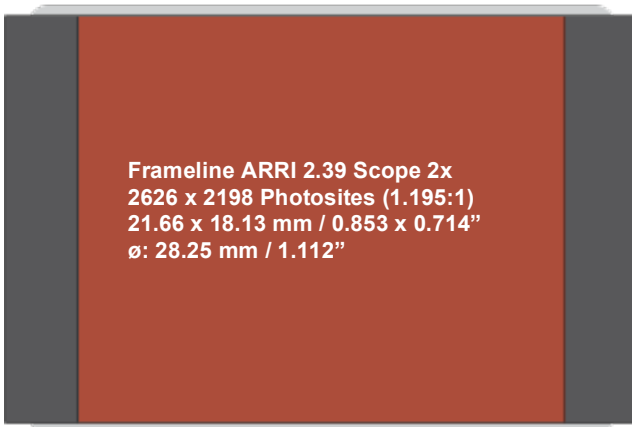 Frameline ARRI 2.39 Scope 2x
2626 x 2198 Photosites (1.195:1)
21.66 x 18.13 mm / 0.853 x 0.714”
ø: 28.25 mm / 1.112”